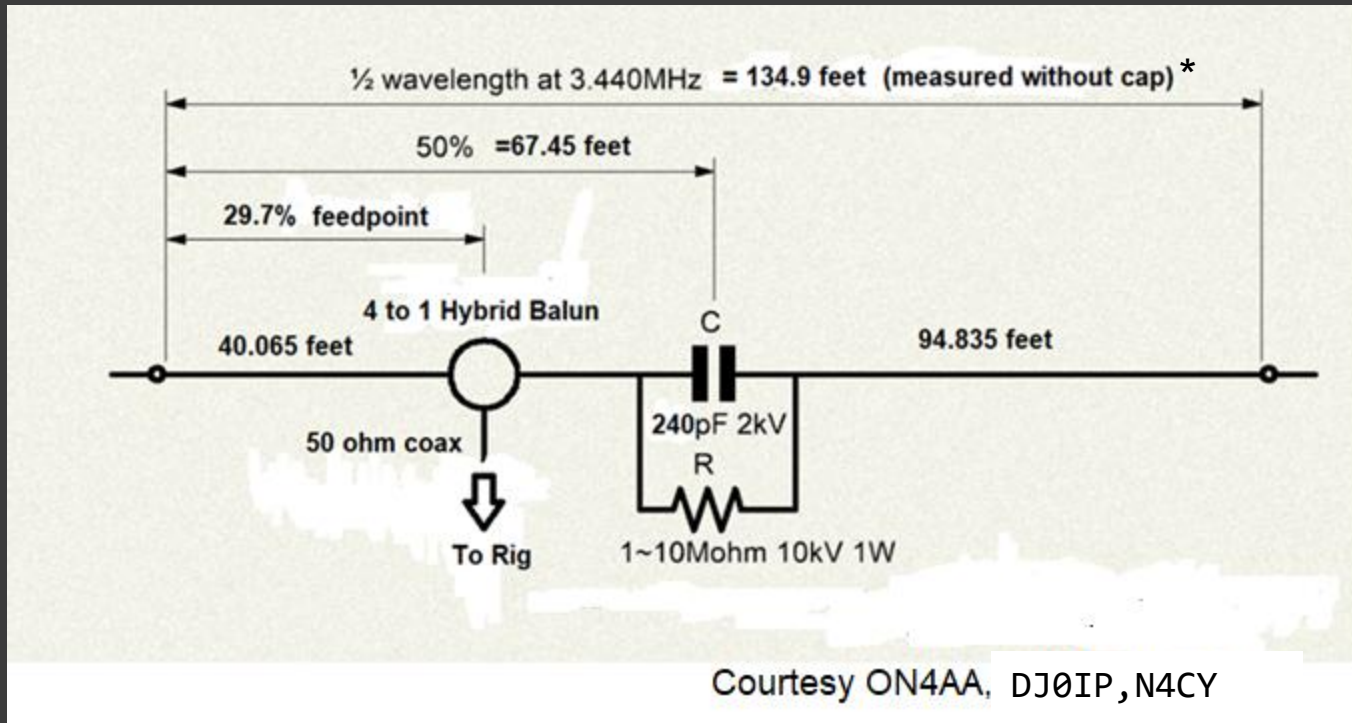 ½ wavelength at 3.440MHz = 134.9 feet (measured without cap) *
50% =67.45 feet
29.7% feedpoint
4 to 1 Hybrid Balun
C
40.065 feet
94.835 feet
240pF 2kV
50 ohm coax
R
To Rig
1~10Mohm 10kV 1W
Courtesy ON4AA, DJ0IP,N4CY